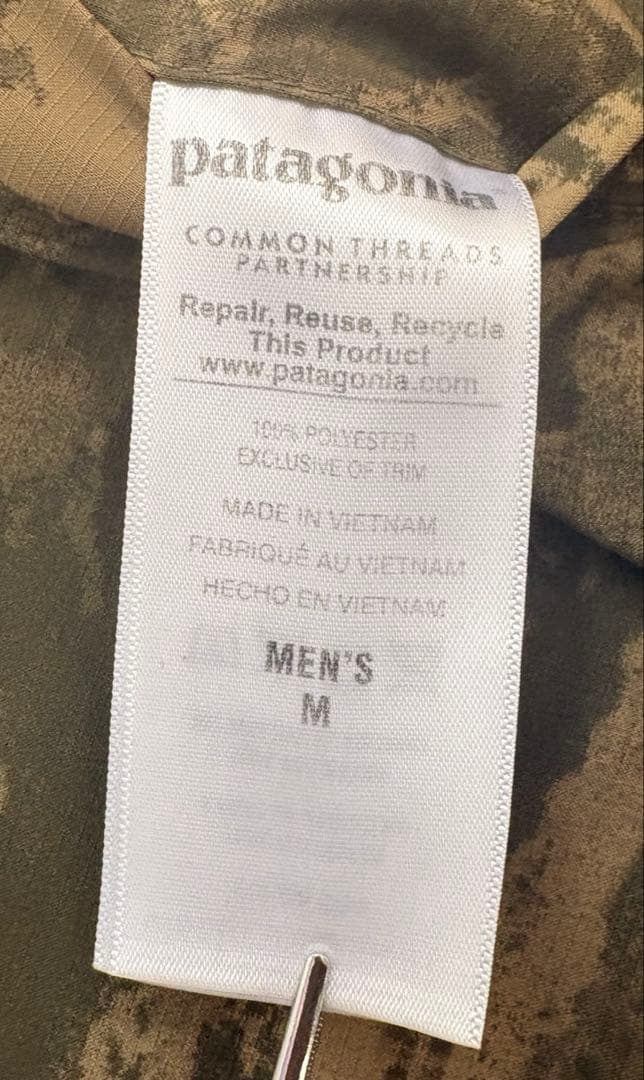 patagonia
COMMON THREADS
PARTNERSHIP
Repair, Reuse, Recycle
This Product
www.patagonia.com
100% POLYESTER
EXCLUSIVE OF TRIM
MADE IN VIETNAM
FABRIQUÉ AU VIETNAM
HECHO EN VIETNAM
MEN'S
M